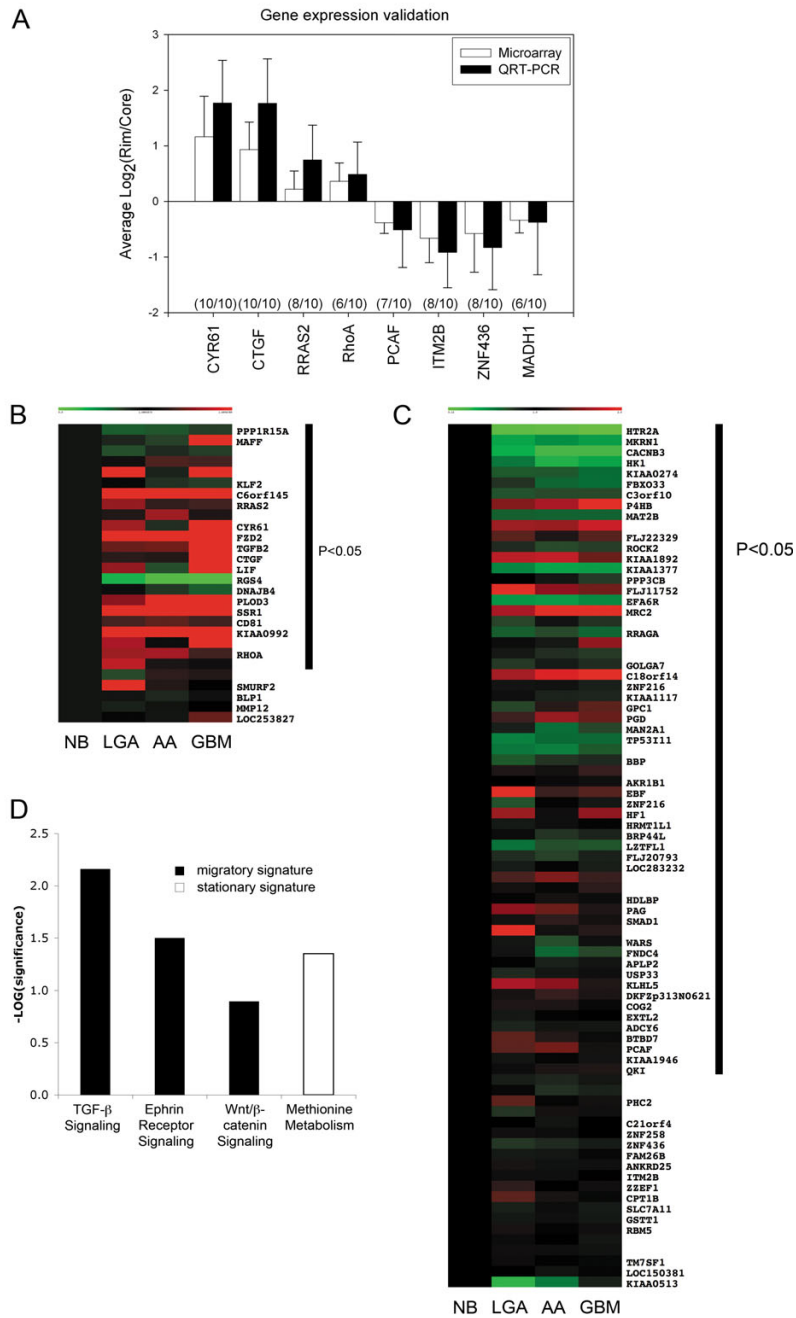 A
Gene expression validation
Microarray
QRT-PCR
Average Log2(Rim/Core)
3
2
1
0
-1
-2
(10/10) (10/10) (8/10) (6/10) (7/10) (8/10) (8/10) (6/10)
CYR61
CTGF
RRAS2
RhoA
PCAF
ITM2B
ZNF436
MADH1
B
PPP1R15A
MAFF
KLF2
C6orf145
RRAS2
CYR61
FZD2
TGFB2
CTGF
LIF
RGS4
DNAJB4
PLOD3
SSR1
CD81
KIAA0992
RHOA
SMURF2
BLP1
MMP12
LOC253827
P<0.05
NB LGA AA GBM
C
HTR2A
MKRN1
CACNB3
HK1
KIAA0274
FBXO33
C3orf10
P4HB
MAT2B
FLJ22329
ROCK2
KIAA1892
KIAA1377
PPP3CB
FLJ11752
EFA6R
MRC2
RRAGA
GOLGA7
C18orf14
ZNF216
KIAA1117
GPC1
PGD
MAN2A1
TP53I11
BBP
AKR1B1
EBF
ZNF216
HF1
HRMT1L1
BRP44L
LZTFL1
FLJ20793
LOC283232
HDLBP
PAG
SMAD1
WARS
FNDC4
APLP2
USP33
KLHL5
DKFZp313N0621
COG2
EXTL2
ADCY6
BTBD7
PCAF
KIAA1946
QKI
PHC2
C21orf4
ZNF258
ZNF436
FAM26B
ANKRD25
ITM2B
ZZEF1
CPT1B
SLC7A11
GSTT1
RBM5
TM7SF1
LOC150381
KIAA0513
P<0.05
NB LGA AA GBM
D
migratory signature
stationary signature
-LOG(significance)
2.5
2.0
1.5
1.0
0.5
0.0
TGF-β Signaling
Ephrin Receptor Signaling
Wnt/β-catenin Signaling
Methionine Metabolism